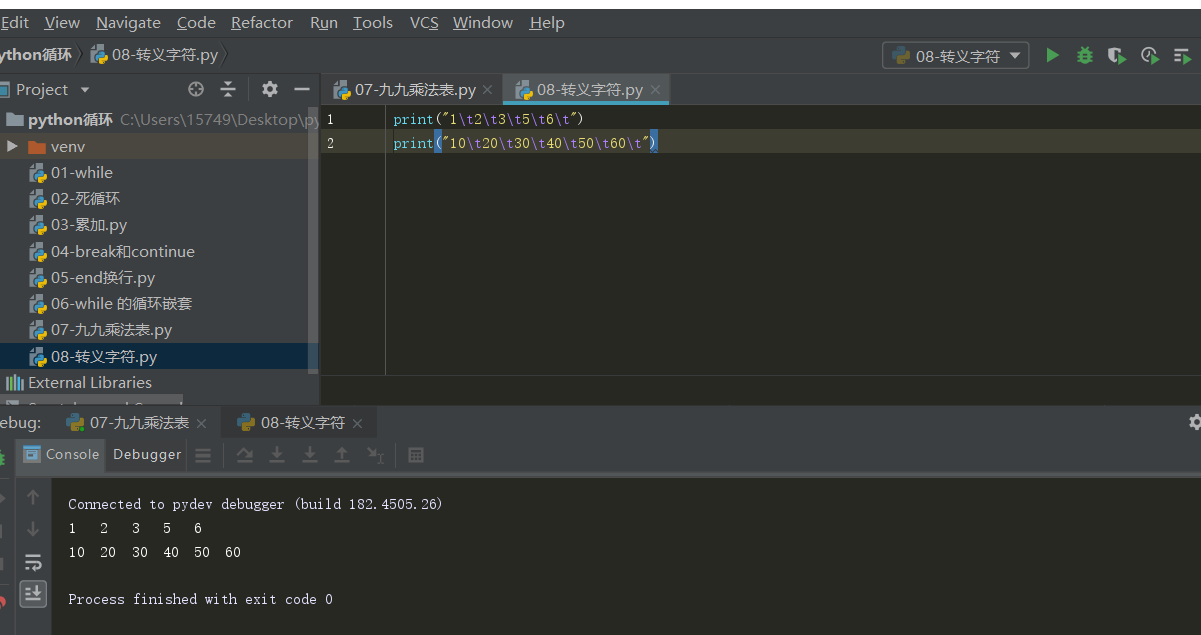 Edit View Navigate Code Refactor Run Tools VCS Window Help
ython循环 08-转义字符.py 08-转义字符
Project 07-九九乘法表.py 08-转义字符.py
python循环 C:\Users\15749\Desktop\py
venv
01-while
02-死循环
03-累加.py
04-break和continue
05-end换行.py
06-while 的循环嵌套
07-九九乘法表.py
08-转义字符.py
External Libraries
1 print("1\t2\t3\t5\t6\t")
2 print("10\t20\t30\t40\t50\t60\t")
ebug: 07-九九乘法表 08-转义字符
Console Debugger
Connected to pydev debugger (build 182.4505.26)
1 2 3 5 6
10 20 30 40 50 60
Process finished with exit code 0